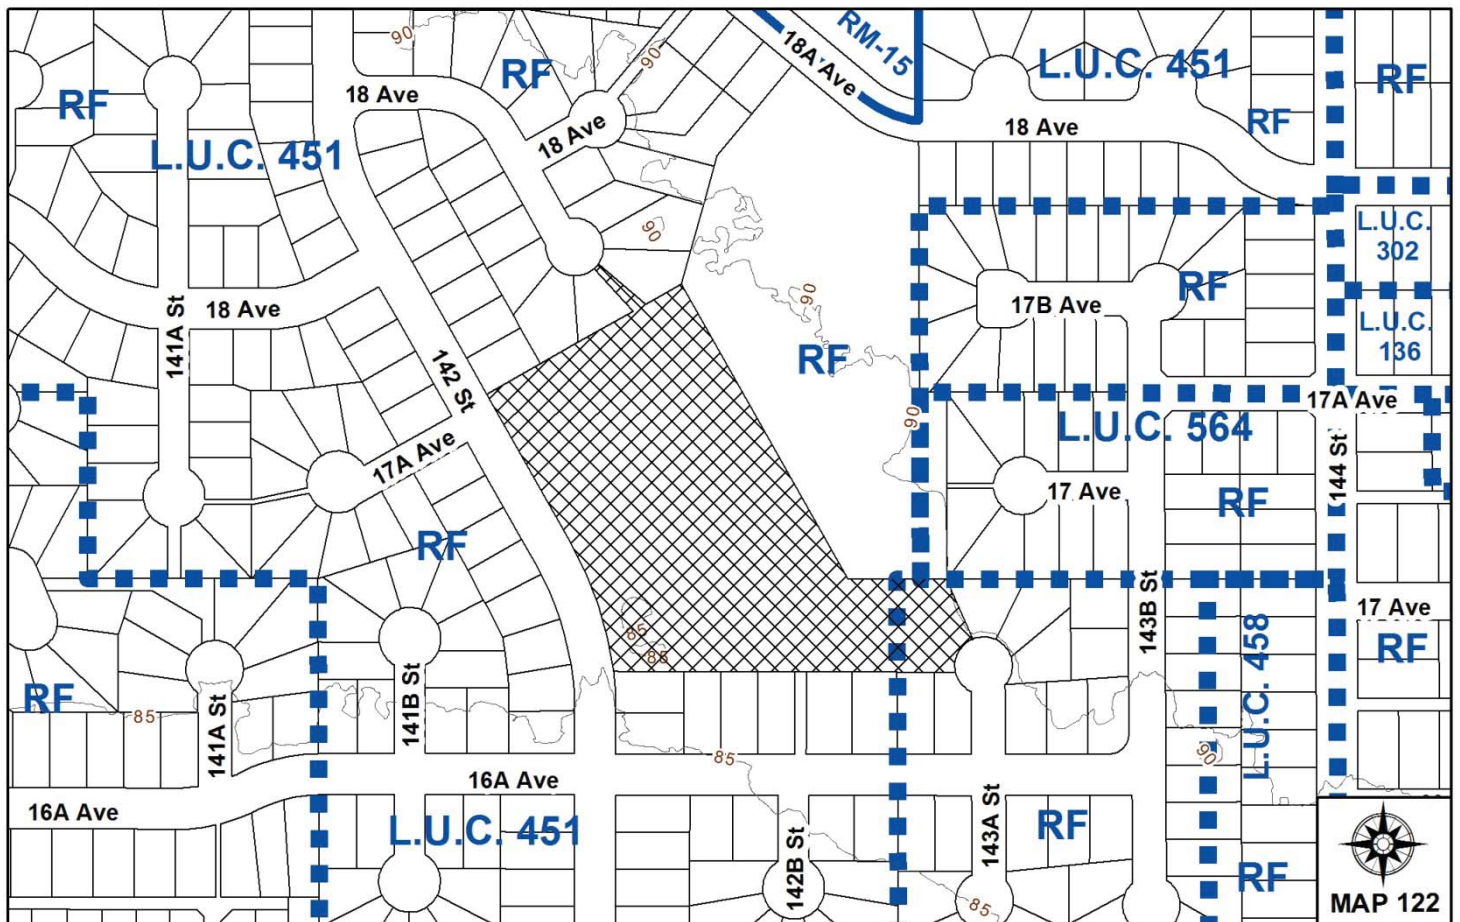 90
RM-15
18A Ave
L.U.C. 451
RF
90
RF
RF
18 Ave
RF
18 Ave
18 Ave
L.U.C. 451
90
L.U.C.
302
90
RF
17B Ave
141A St
18 Ave
L.U.C.
136
RF
142 St
17A Ave
90
L.U.C. 564
17A Ave
144 St
17 Ave
RF
RF
17 Ave
143B St
85
85
L.U.C. 458
RF
RF
85
141A St
141B St
85
90
16A Ave
16A Ave
L.U.C. 451
142B St
143A St
RF
RF
85
MAP 122